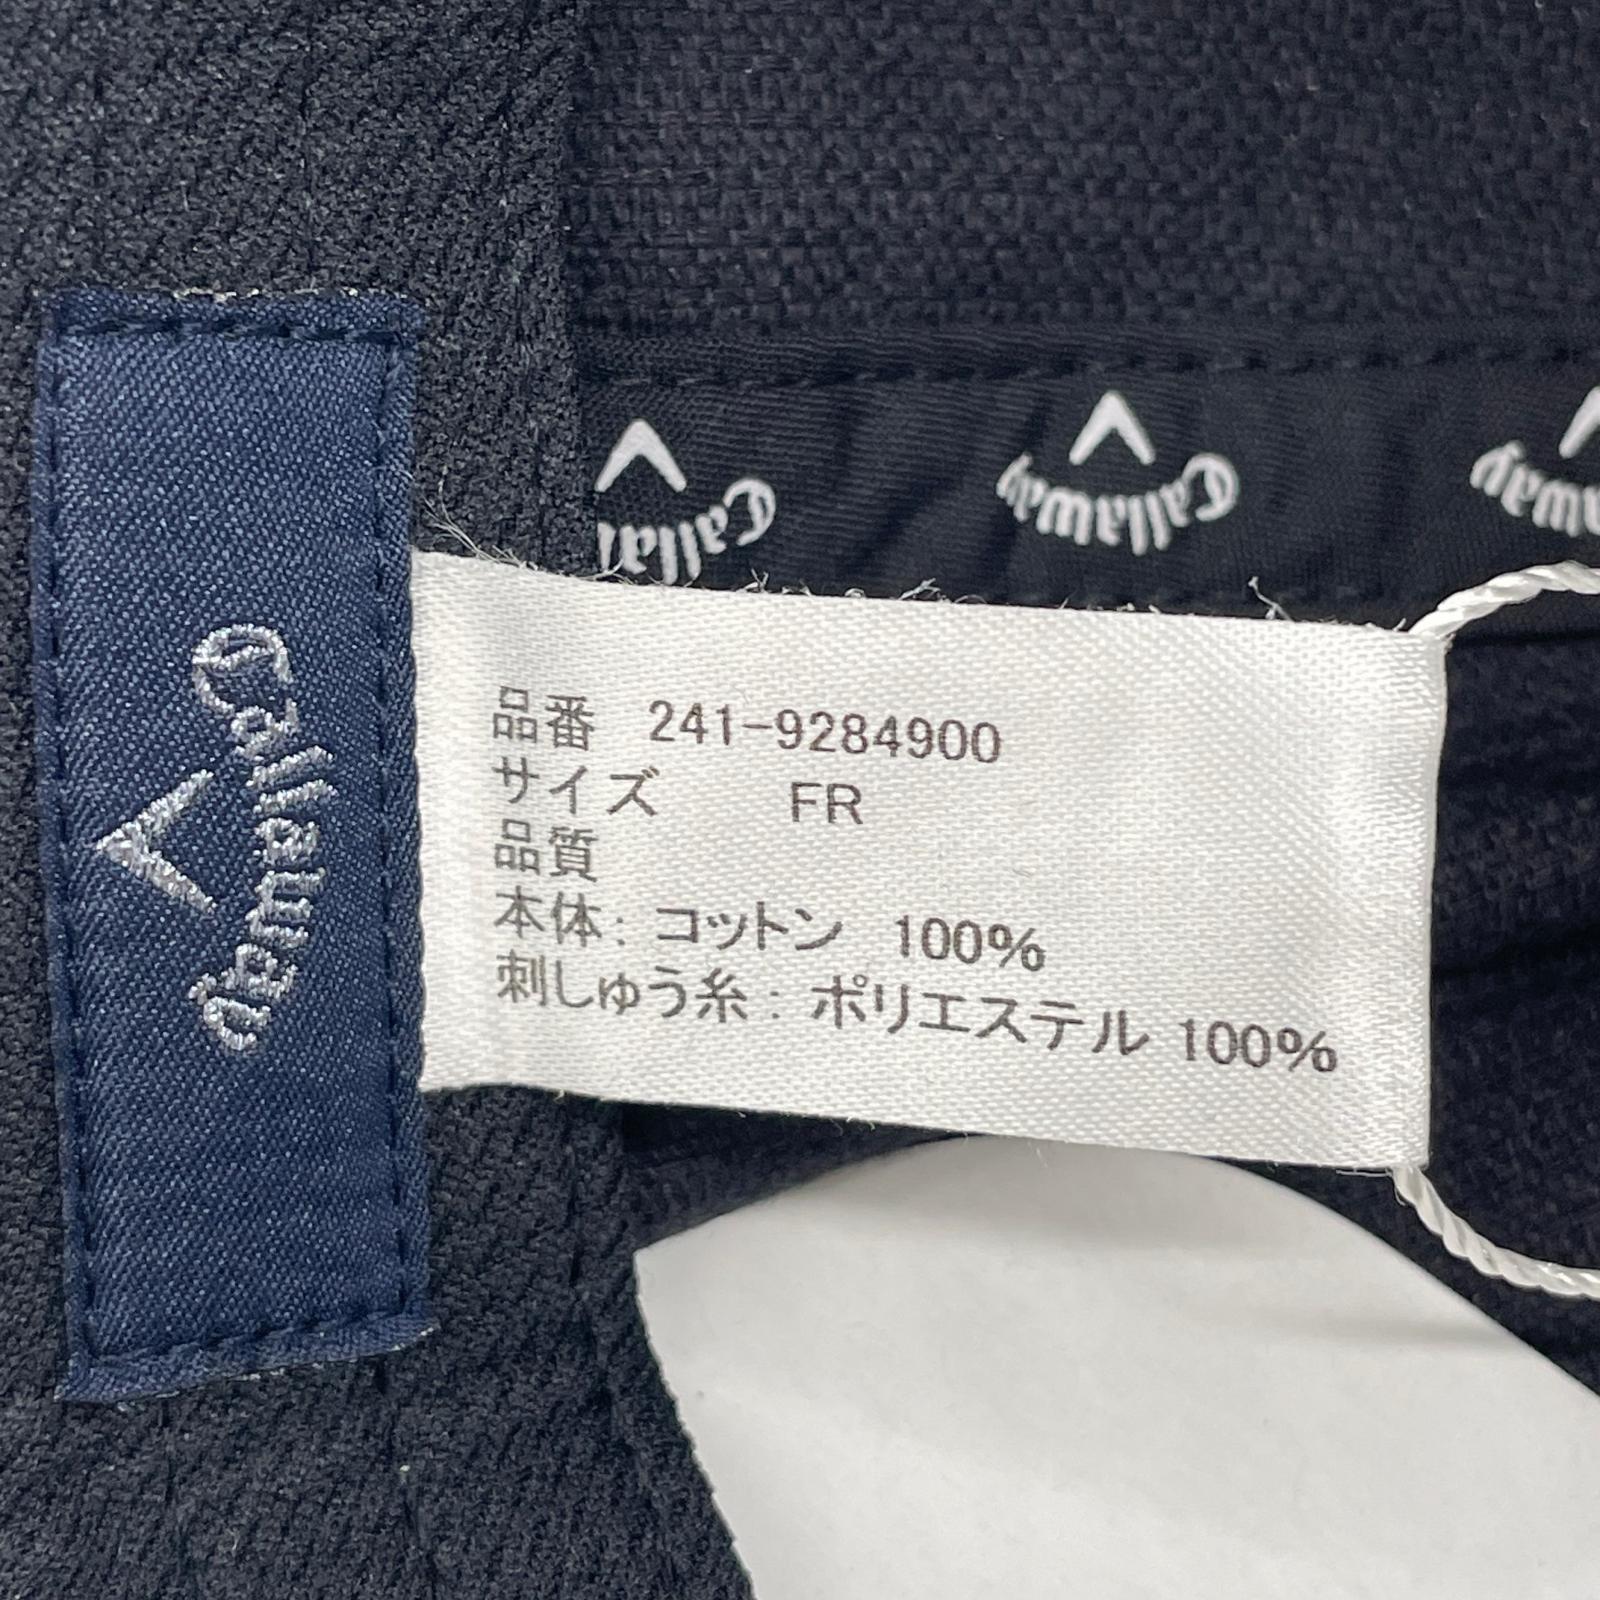 Callaway
Callaway
Calla
Callaway
品番 241-9284900
サイズ FR
品質
本体: コットン 100%
刺しゅう糸: ポリエステル 100%